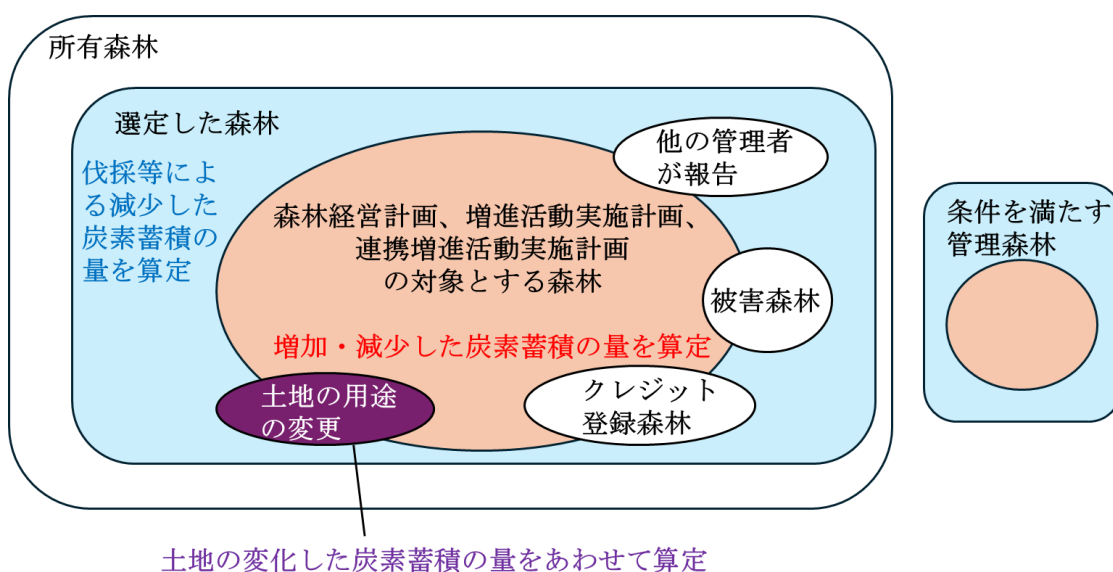 所有森林
選定した森林
伐採等によ
る減少した
炭素蓄積の
量を算定
他の管理者
が報告
森林経営計画、増進活動実施計画、
連携増進活動実施計画
の対象とする森林
被害森林
増加・減少した炭素蓄積の量を算定
土地の用途
の変更
クレジット
登録森林
条件を満たす
管理森林
土地の変化した炭素蓄積の量をあわせて算定